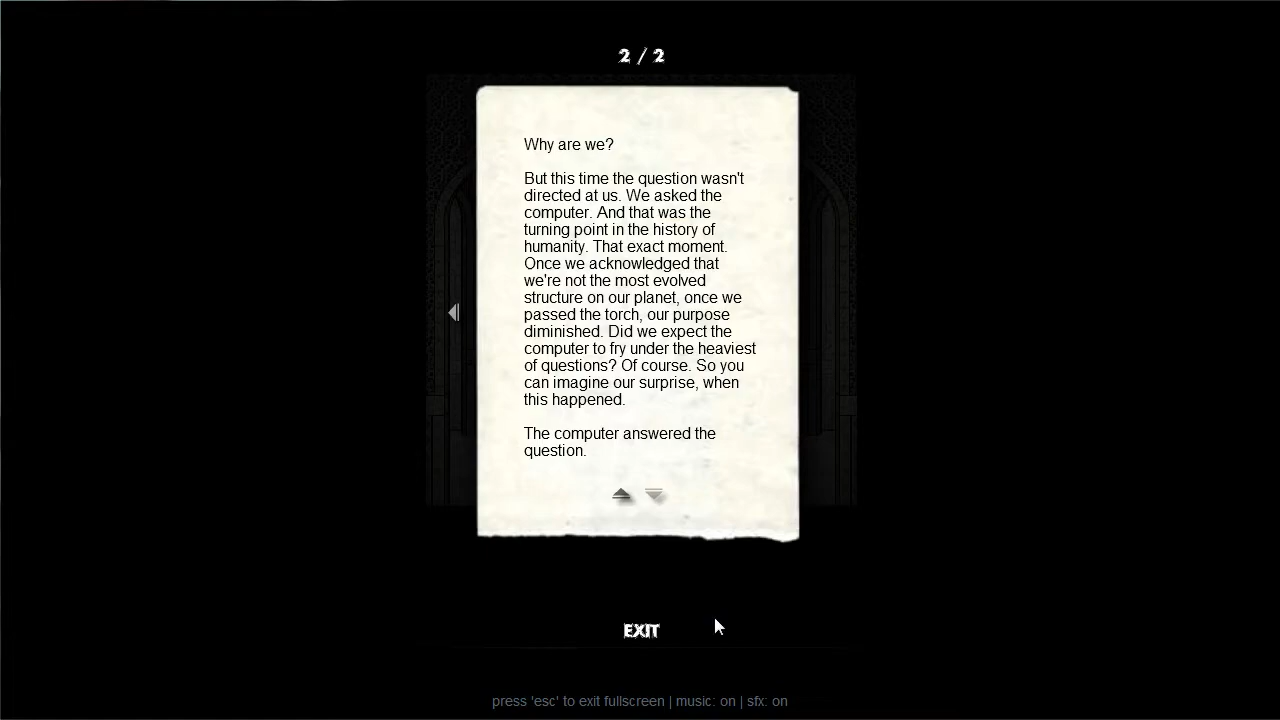 2 / 2
Why are we?
But this time the question wasn't
directed at us. We asked the
computer. And that was the
turning point in the history of
humanity. That exact moment.
Once we acknowledged that
we're not the most evolved
structure on our planet, once we
passed the torch, our purpose
diminished. Did we expect the
computer to fry under the heaviest
of questions? Of course. So you
can imagine our surprise, when
this happened.
The computer answered the
question.
EXIT
press 'esc' to exit fullscreen | music: on | sfx: on